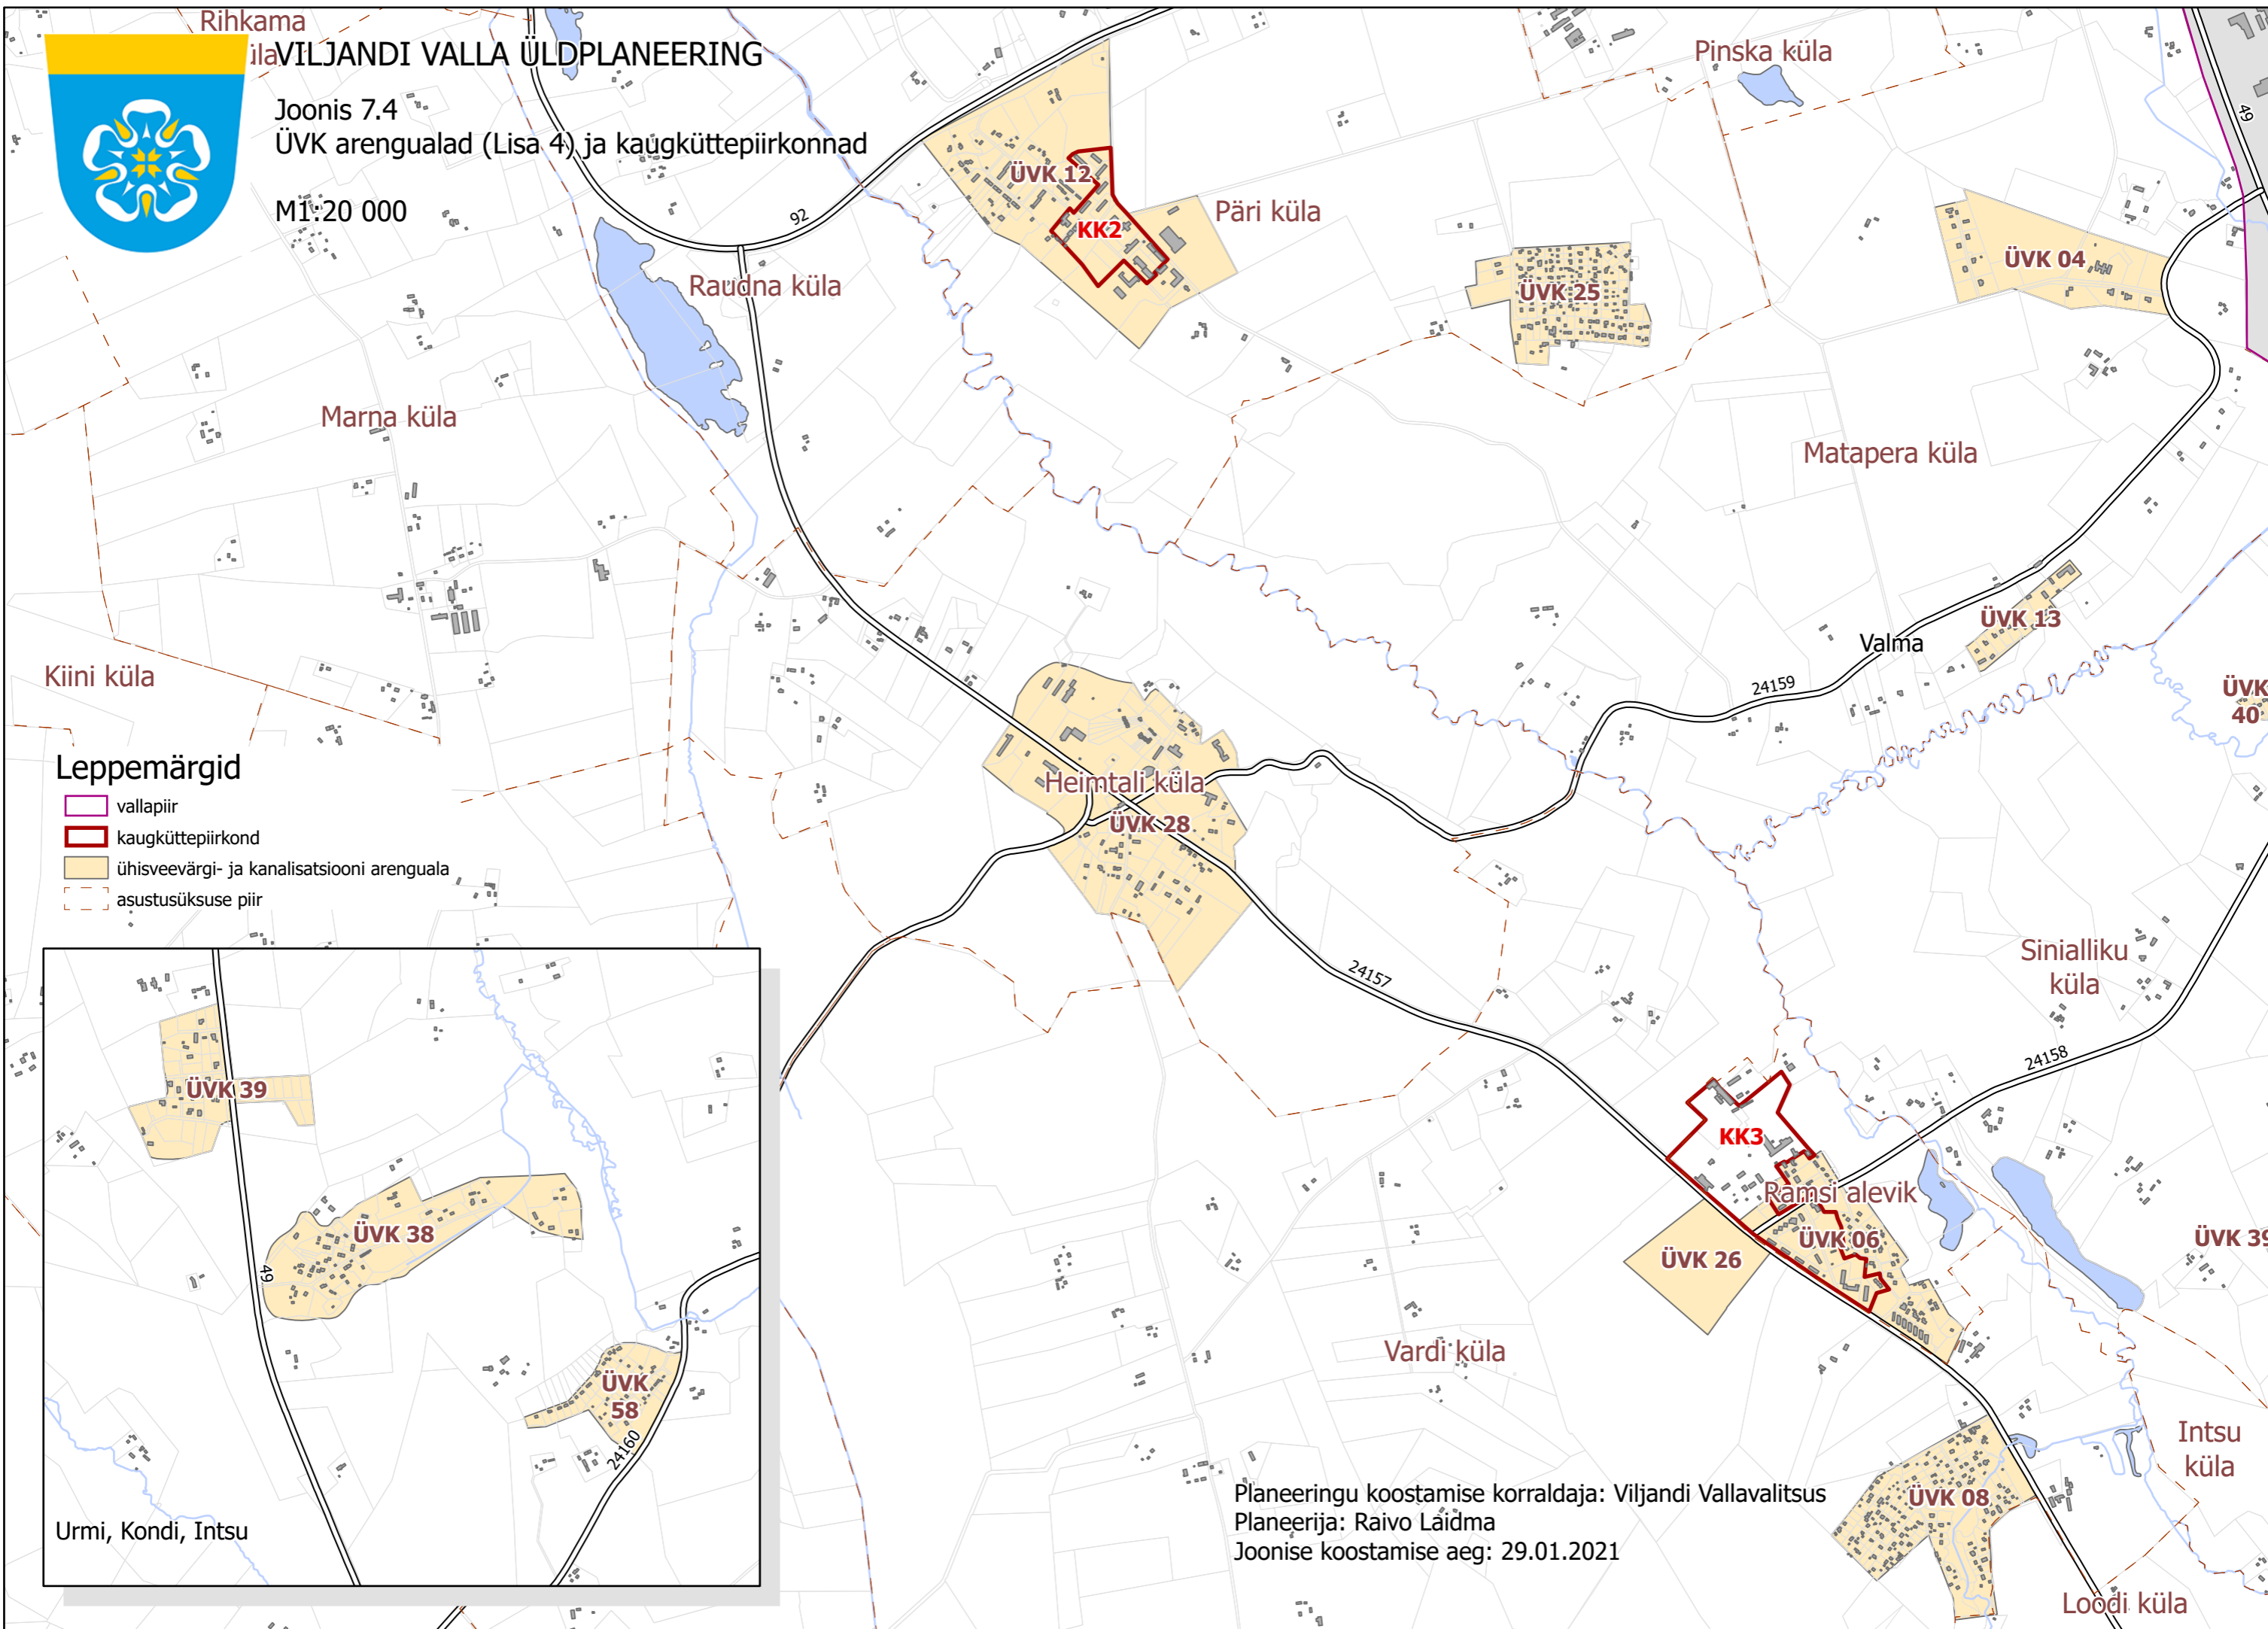 Rihkama
küla
VILJANDI VALLA ÜLDPLANEERING
Joonis 7.4
ÜVK arengualad (Lisa 4) ja kaugküttepiirkonnad
M1:20 000
Pinska küla
49
ÜVK 12
KK2
Päri küla
92
Raudna küla
ÜVK 25
ÜVK 04
Marna küla
Matapera küla
ÜVK 13
Valma
24159
Kiini küla
ÜVK
40
Heimtali küla
ÜVK 28
Leppemärgid
vallapiir
kaugküttepiirkond
ühisveevärgi- ja kanalisatsiooni arenguala
asustusüksuse piir
24157
Sinialliku
küla
24158
KK3
Ramsi alevik
ÜVK 06
ÜVK 26
ÜVK 39
Vardi küla
Intsu
küla
ÜVK 08
Loodi küla
ÜVK 39
ÜVK 38
49
ÜVK
58
24160
Urmi, Kondi, Intsu
Planeeringu koostamise korraldaja: Viljandi Vallavalitsus
Planeerija: Raivo Laidma
Joonise koostamise aeg: 29.01.2021